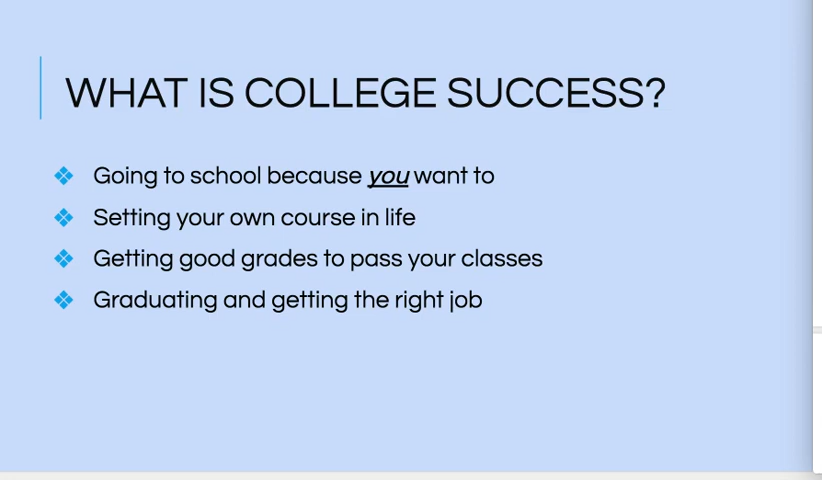 WHAT IS COLLEGE SUCCESS?
Going to school because you want to
Setting your own course in life
Getting good grades to pass your classes
Graduating and getting the right job